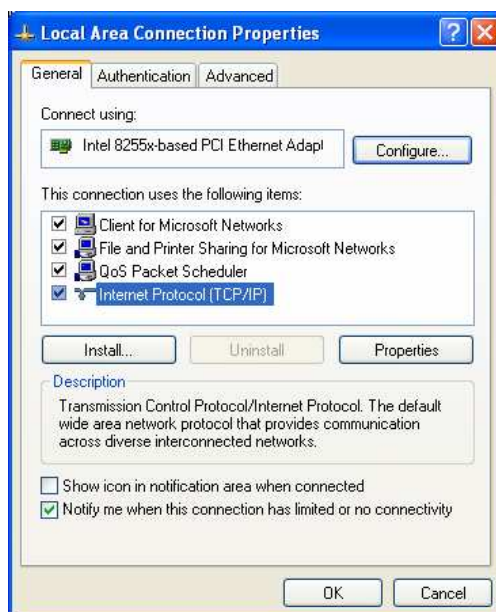 Local Area Connection Properties
General Authentication Advanced
Connect using:
Intel 8255x-based PCI Ethernet Adapt
Configure...
This connection uses the following items:
Client for Microsoft Networks
File and Printer Sharing for Microsoft Networks
QoS Packet Scheduler
Internet Protocol (TCP/IP)
Install... Uninstall Properties
Description
Transmission Control Protocol/Internet Protocol. The default
wide area network protocol that provides communication
across diverse interconnected networks.
Show icon in notification area when connected
Notify me when this connection has limited or no connectivity
OK Cancel